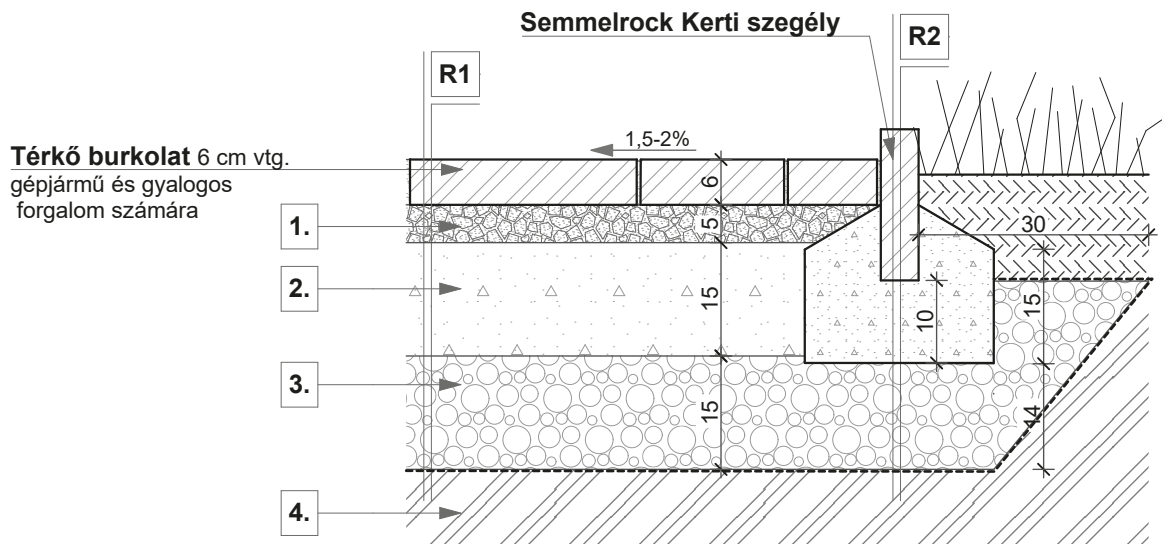 Semmelrock Kerti szegély
R2
R1
1,5-2%
Térkő burkolat 6 cm vtg.
gépjármű és gyalogos
forgalom számára
6
1.
5
30
2.
15
10
15
3.
15
44
4.